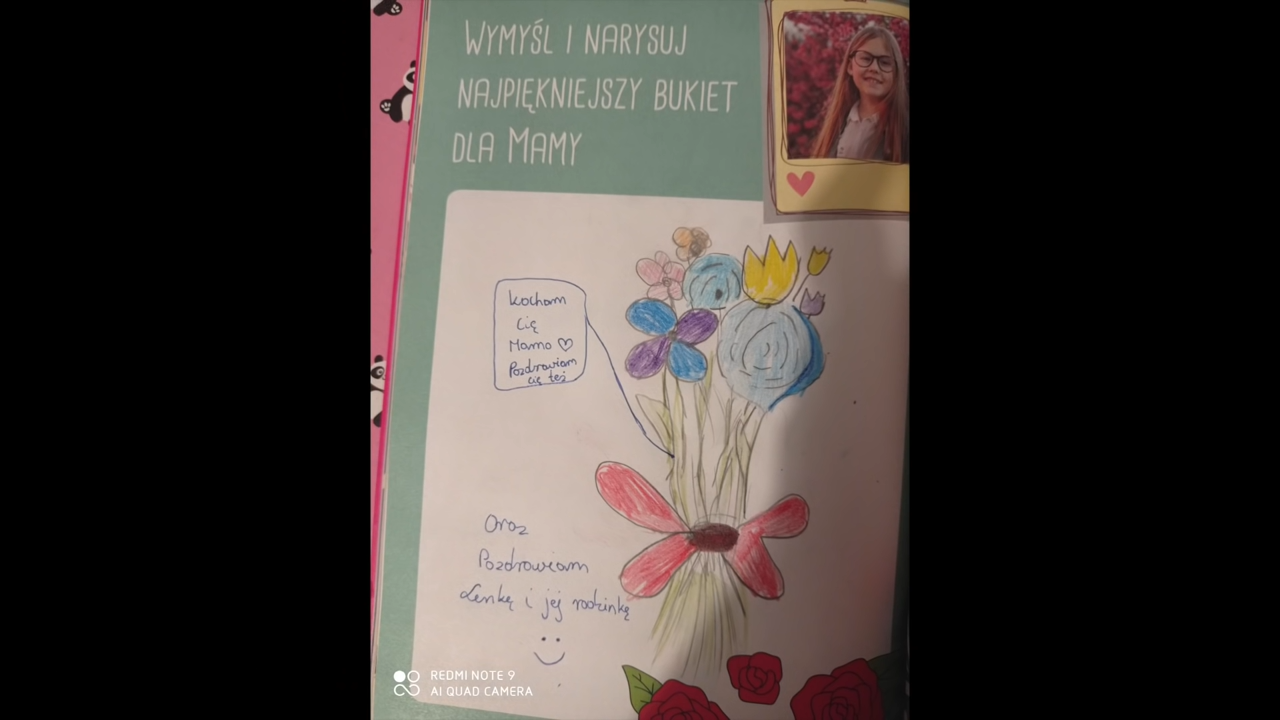 WYMYŚL I NARYSUJ
NAJPIĘKNIEJSZY BUKIET
DLA MAMY
Kocham
Cię
Mamo ♡
Pozdrawiam
cię też
Oraz
Pozdrawiam
Lenkę i jej rodzinkę
REDMI NOTE 9
AI QUAD CAMERA